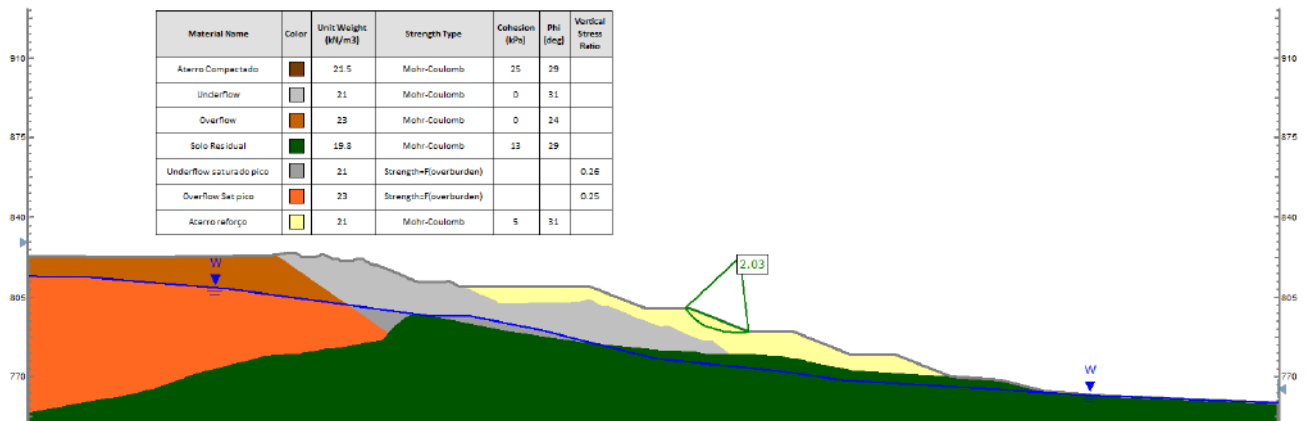 Material Name Color Unit Weight (kN/m3) Strength Type Cohesion (kPa) Phi (deg) Vertical Stress Ratio
Aterro Compactado 21.5 Mohr-Coulomb 25 29
Underflow 21 Mohr-Coulomb 0 31
Overflow 23 Mohr-Coulomb 0 24
Solo Residual 19.8 Mohr-Coulomb 13 29
Underflow saturado pico 21 Strength=F(overburden) 0.26
Overflow Sat pico 23 Strength=F(overburden) 0.25
Aterro reforço 21 Mohr-Coulomb 5 31
910 910
875 875
840 840
W 2.03
805 805
770 W 770